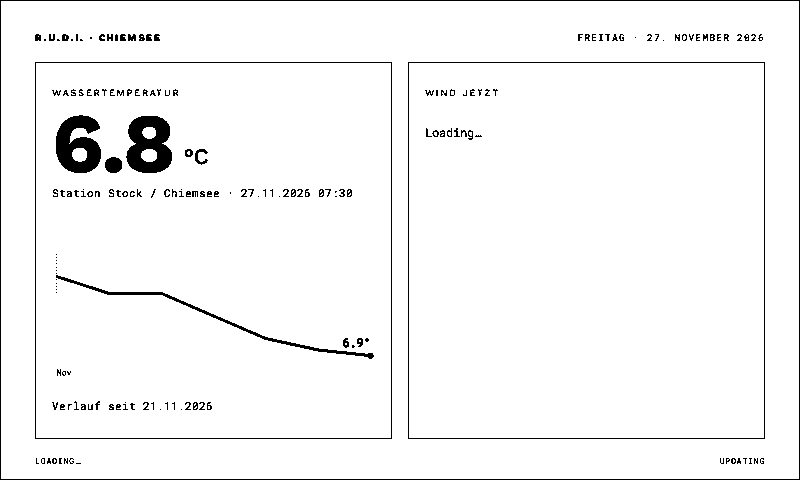 R.U.D.I. · CHIEMSEE
FREITAG · 27. NOVEMBER 2026
WASSERTEMPERATUR
6.8 °C
Station Stock / Chiemsee · 27.11.2026 07:30
6.9°
Nov
Verlauf seit 21.11.2026
WIND JETZT
Loading…
LOADING…
UPDATING